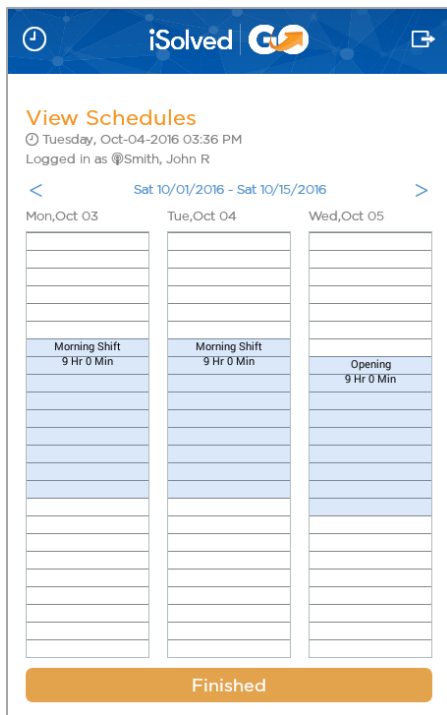 iSolved GO
View Schedules
Tuesday, Oct-04-2016 03:36 PM
Logged in as Smith, John R
< Sat 10/01/2016 - Sat 10/15/2016 >
Mon,Oct 03 Tue,Oct 04 Wed,Oct 05
Morning Shift Morning Shift
9 Hr 0 Min 9 Hr 0 Min Opening
9 Hr 0 Min
Finished